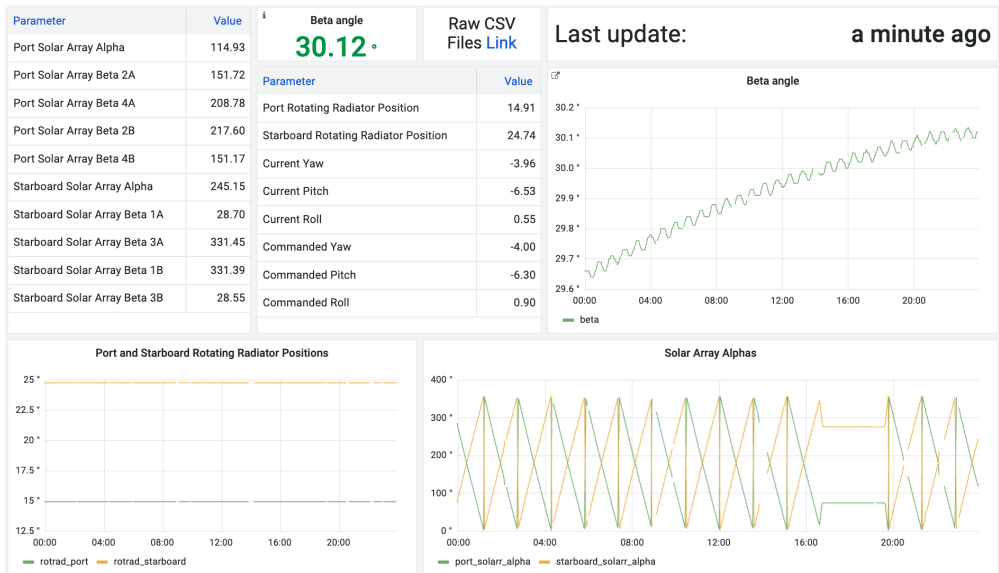 Parameter Value
Port Solar Array Alpha 114.93
Port Solar Array Beta 2A 151.72
Port Solar Array Beta 4A 208.78
Port Solar Array Beta 2B 217.60
Port Solar Array Beta 4B 151.17
Starboard Solar Array Alpha 245.15
Starboard Solar Array Beta 1A 28.70
Starboard Solar Array Beta 3A 331.45
Starboard Solar Array Beta 1B 331.39
Starboard Solar Array Beta 3B 28.55
i
Beta angle
30.12 °
Raw CSV
Files Link
Last update: a minute ago
Parameter Value
Port Rotating Radiator Position 14.91
Starboard Rotating Radiator Position 24.74
Current Yaw -3.96
Current Pitch -6.53
Current Roll 0.55
Commanded Yaw -4.00
Commanded Pitch -6.30
Commanded Roll 0.90
Beta angle
30.2 °
30.1 °
30.0 °
29.9 °
29.8 °
29.7 °
29.6 °
00:00 04:00 08:00 12:00 16:00 20:00
beta
Port and Starboard Rotating Radiator Positions
25 °
22.5 °
20 °
17.5 °
15 °
12.5 °
00:00 04:00 08:00 12:00 16:00 20:00
rotrad_port rotrad_starboard
Solar Array Alphas
400 °
300 °
200 °
100 °
0 °
00:00 04:00 08:00 12:00 16:00 20:00
port_solarr_alpha starboard_solarr_alpha